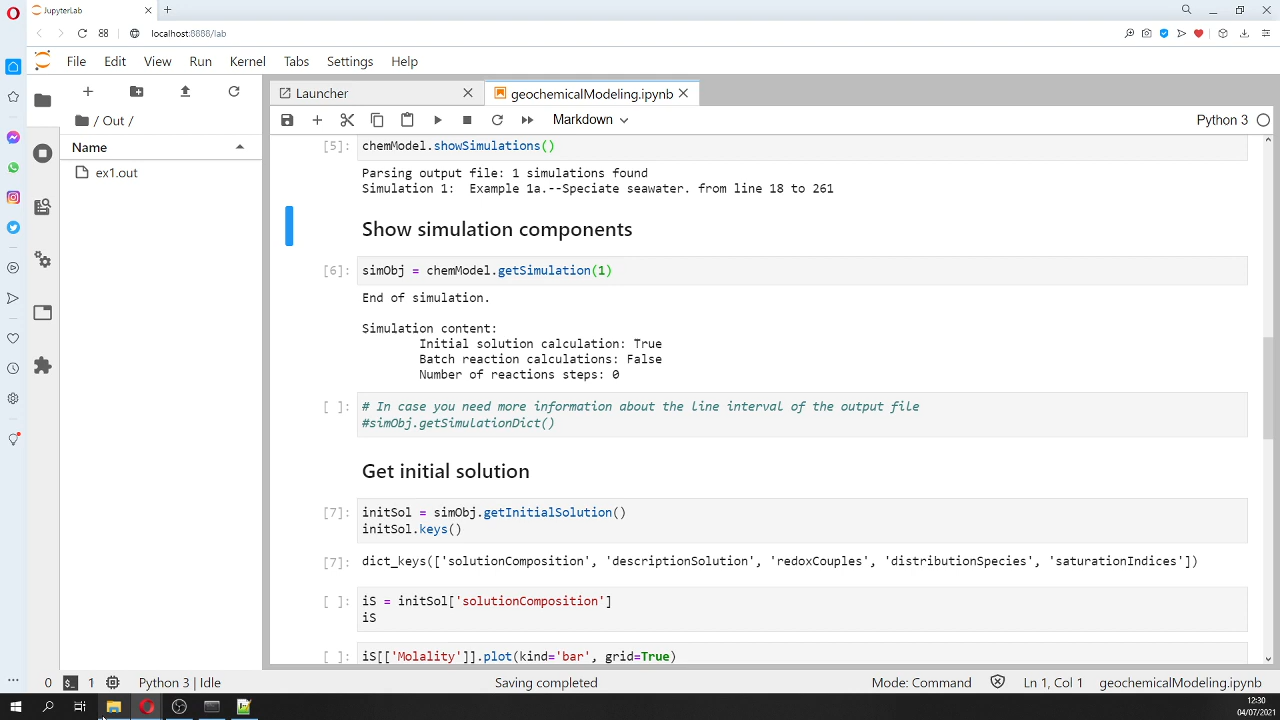 JupyterLab
localhost:8888/lab
File Edit View Run Kernel Tabs Settings Help
Launcher
geochemicalModeling.ipynb
/ Out /
Markdown
Python 3
Name
ex1.out
[5]: chemModel.showSimulations()
Parsing output file: 1 simulations found
Simulation 1:  Example 1a.--Speciate seawater. from line 18 to 261
Show simulation components
[6]: simObj = chemModel.getSimulation(1)
End of simulation.
Simulation content:
Initial solution calculation: True
Batch reaction calculations: False
Number of reactions steps: 0
[ ]: # In case you need more information about the line interval of the output file
#simObj.getSimulationDict()
Get initial solution
[7]: initSol = simObj.getInitialSolution()
initSol.keys()
[7]: dict_keys(['solutionComposition', 'descriptionSolution', 'redoxCouples', 'distributionSpecies', 'saturationIndices'])
[ ]: iS = initSol['solutionComposition']
iS
[ ]: iS[['Molality']].plot(kind='bar', grid=True)
0 1 Python 3 | Idle Saving completed Mode: Command Ln 1, Col 1 geochemicalModeling.ipynb
12:30
04/07/2021